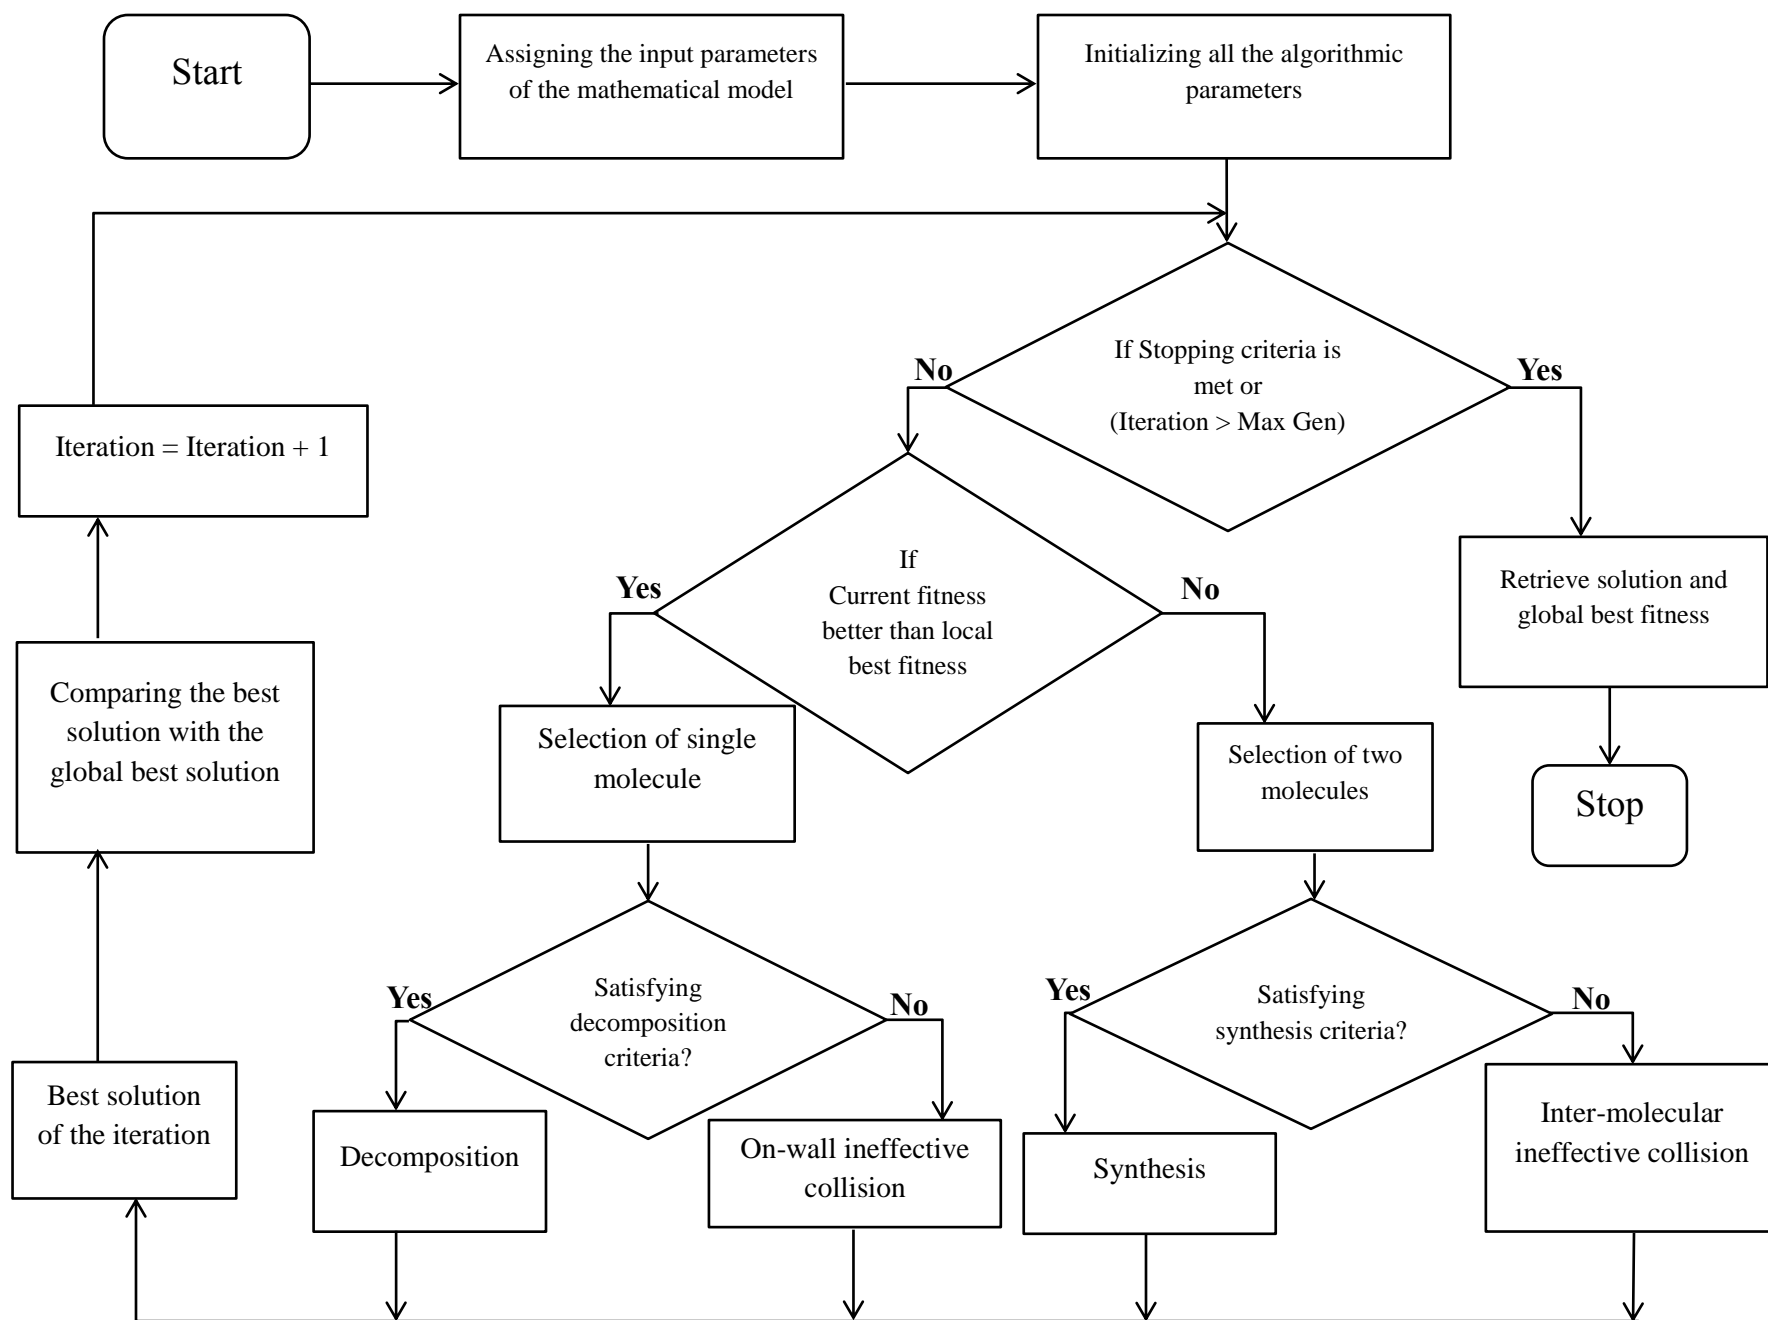 Start
Assigning the input parameters
of the mathematical model
Initializing all the algorithmic
parameters
If Stopping criteria is
met or
(Iteration > Max Gen)
No
Yes
Iteration = Iteration + 1
If
Current fitness
better than local
best fitness
Yes
No
Retrieve solution and
global best fitness
Comparing the best
solution with the
global best solution
Selection of single
molecule
Selection of two
molecules
Stop
Satisfying
decomposition
criteria?
Yes
No
Satisfying
synthesis criteria?
Yes
No
Best solution
of the iteration
Decomposition
On-wall ineffective
collision
Synthesis
Inter-molecular
ineffective collision